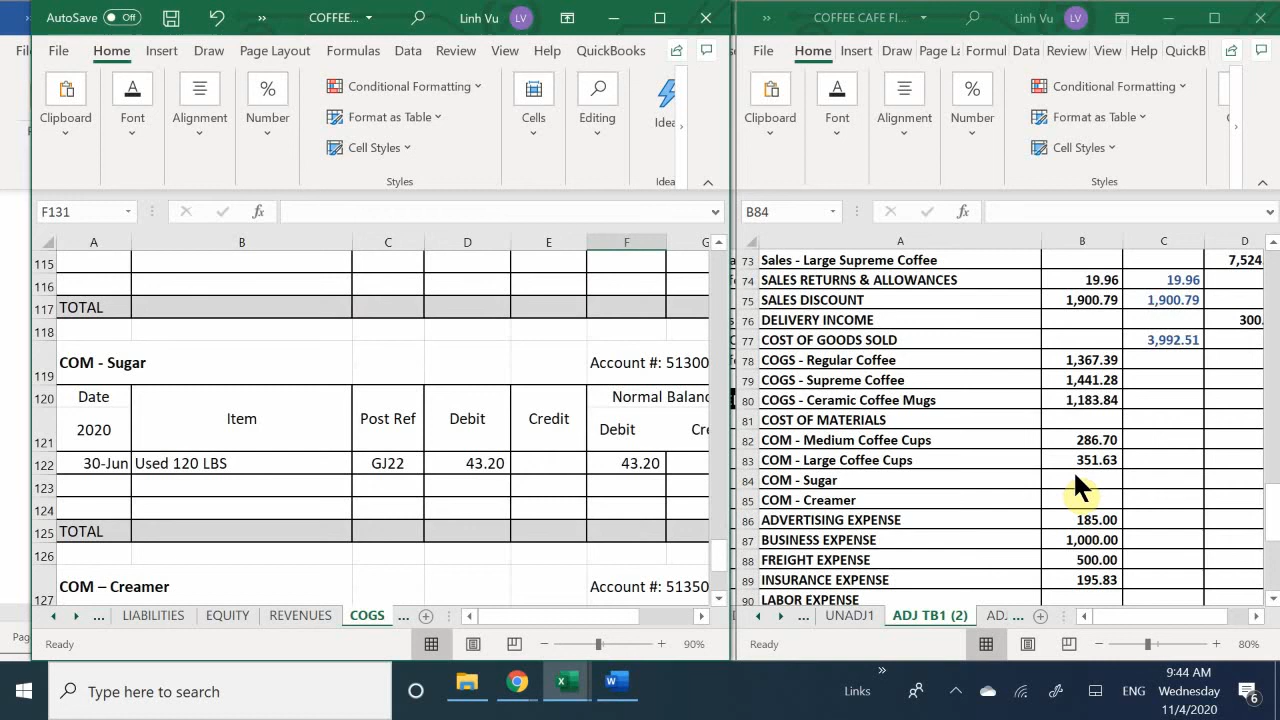 AutoSave Off » COFFEE... Linh Vu LV
File Home Insert Draw Page Layout Formulas Data Review View Help QuickBooks
Clipboard Font Alignment Number Conditional Formatting Format as Table Cell Styles Cells Editing Idea
Styles Idea
F131 fx
A B C D E F G
115
116
117 TOTAL
118
119 COM - Sugar Account #: 51300
120 Date Item Post Ref Debit Credit Normal Balanc
121 2020 Debit Cre
122 30-Jun Used 120 LBS GJ22 43.20 43.20
123
124
125 TOTAL
126
127 COM – Creamer Account #: 51350
... LIABILITIES EQUITY REVENUES COGS ...
Ready 90%
» COFFEE CAFE FI... Linh Vu LV
File Home Insert Draw Page La Formul Data Review View Help QuickB
Clipboard Font Alignment Number Conditional Formatting Format as Table Cell Styles
Styles
B84 fx
A B C D
73 Sales - Large Supreme Coffee 7,524
74 SALES RETURNS & ALLOWANCES 19.96 19.96
75 SALES DISCOUNT 1,900.79 1,900.79
76 DELIVERY INCOME 300.
77 COST OF GOODS SOLD 3,992.51
78 COGS - Regular Coffee 1,367.39
79 COGS - Supreme Coffee 1,441.28
80 COGS - Ceramic Coffee Mugs 1,183.84
81 COST OF MATERIALS
82 COM - Medium Coffee Cups 286.70
83 COM - Large Coffee Cups 351.63
84 COM - Sugar
85 COM - Creamer
86 ADVERTISING EXPENSE 185.00
87 BUSINESS EXPENSE 1,000.00
88 FREIGHT EXPENSE 500.00
89 INSURANCE EXPENSE 195.83
90 LABOR EXPENSE
... UNADJ1 ADJ TB1 (2) AD. ...
Ready 80%
Type here to search
Links » ENG
9:44 AM
Wednesday
11/4/2020
6